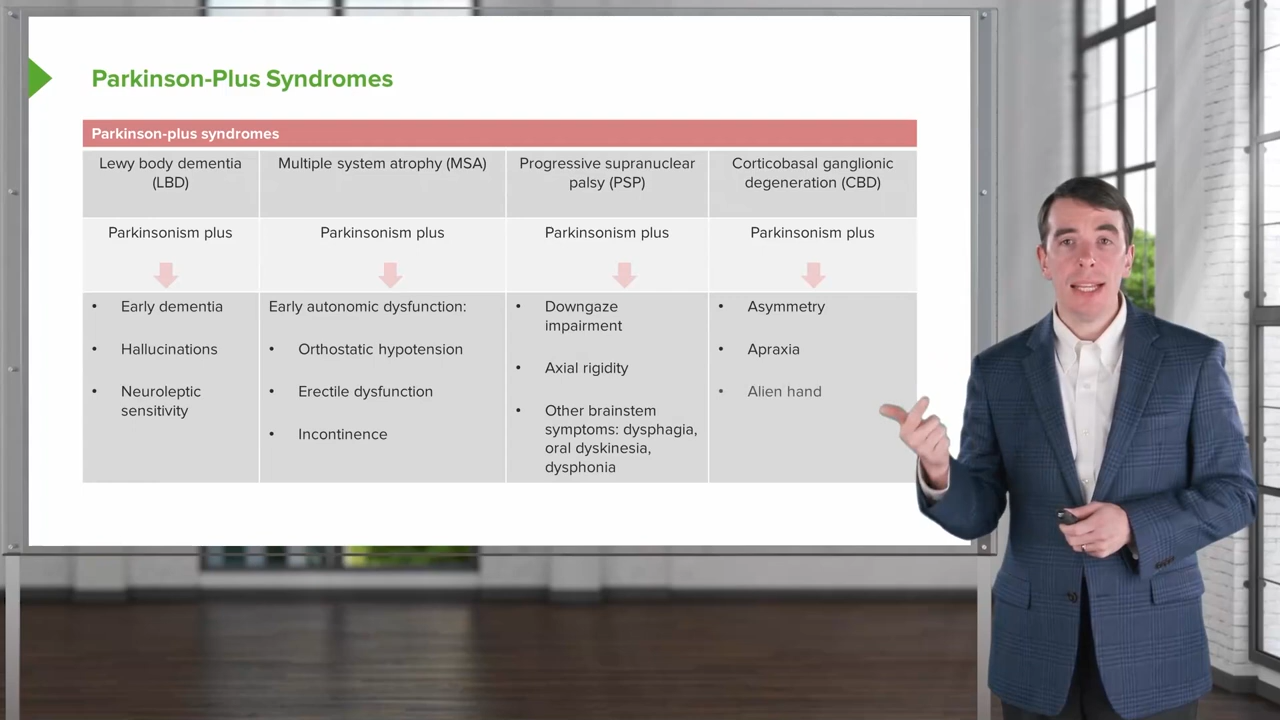 Parkinson-Plus Syndromes
Parkinson-plus syndromes
Lewy body dementia
(LBD)
Multiple system atrophy (MSA)
Progressive supranuclear
palsy (PSP)
Corticobasal ganglionic
degeneration (CBD)
Parkinsonism plus
Parkinsonism plus
Parkinsonism plus
Parkinsonism plus
• Early dementia
• Hallucinations
• Neuroleptic
sensitivity
Early autonomic dysfunction:
• Orthostatic hypotension
• Erectile dysfunction
• Incontinence
• Downgaze
impairment
• Axial rigidity
• Other brainstem
symptoms: dysphagia,
oral dyskinesia,
dysphonia
• Asymmetry
• Apraxia
• Alien hand